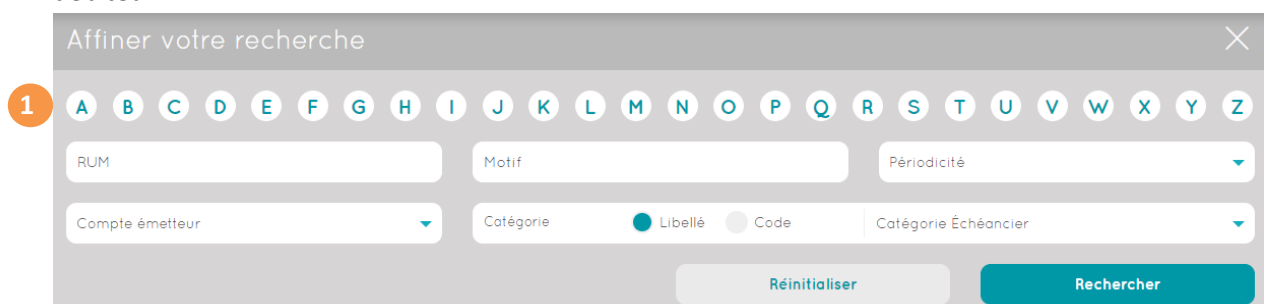 Affiner votre recherche
1 A B C D E F G H I J K L M N O P Q R S T U V W X Y Z
RUM Motif Périodicité
Compte émetteur Catégorie Libellé Code Catégorie Échéancier
Réinitialiser Rechercher